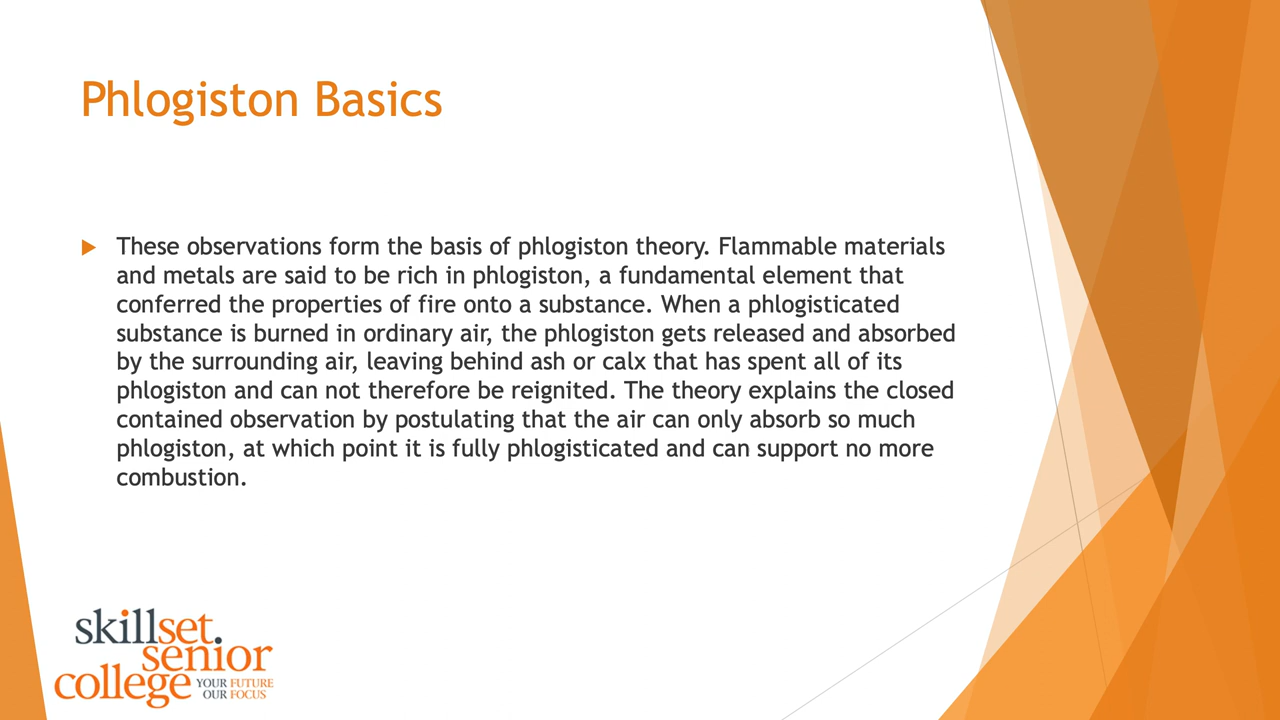 Phlogiston Basics
These observations form the basis of phlogiston theory. Flammable materials
and metals are said to be rich in phlogiston, a fundamental element that
conferred the properties of fire onto a substance. When a phlogisticated
substance is burned in ordinary air, the phlogiston gets released and absorbed
by the surrounding air, leaving behind ash or calx that has spent all of its
phlogiston and can not therefore be reignited. The theory explains the closed
contained observation by postulating that the air can only absorb so much
phlogiston, at which point it is fully phlogisticated and can support no more
combustion.
skillset.
senior
college YOUR FUTURE
OUR FOCUS